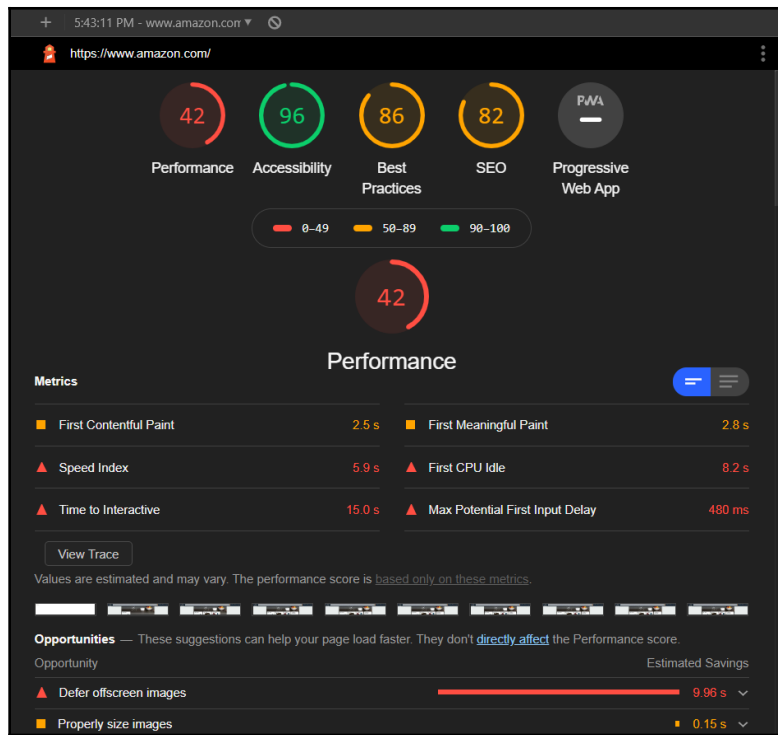 5:43:11 PM - www.amazon.con
https://www.amazon.com/
42 96 86 82 PWA
Performance Accessibility Best Practices SEO Progressive Web App
0-49 50-89 90-100
42
Performance
Metrics
First Contentful Paint 2.5 s First Meaningful Paint 2.8 s
Speed Index 5.9 s First CPU Idle 8.2 s
Time to Interactive 15.0 s Max Potential First Input Delay 480 ms
View Trace
Values are estimated and may vary. The performance score is based only on these metrics.
Opportunities — These suggestions can help your page load faster. They don't directly affect the Performance score.
Opportunity Estimated Savings
Defer offscreen images 9.96 s
Properly size images 0.15 s